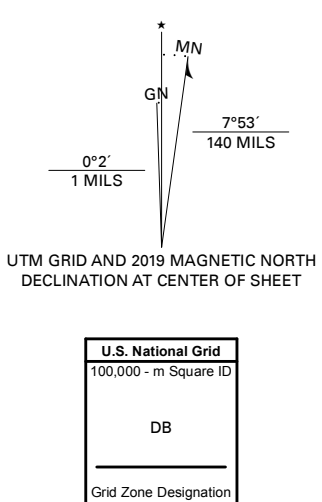 ★
MN
GN
7°53´
140 MILS
0°2´
1 MILS
UTM GRID AND 2019 MAGNETIC NORTH
DECLINATION AT CENTER OF SHEET
U.S. National Grid
100,000 - m Square ID
DB
Grid Zone Designation